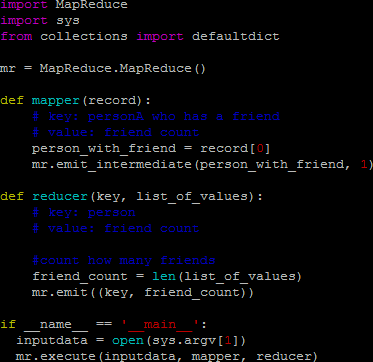 import MapReduce
import sys
from collections import defaultdict

mr = MapReduce.MapReduce()

def mapper(record):
    # key: personA who has a friend
    # value: friend count
    person_with_friend = record[0]
    mr.emit_intermediate(person_with_friend, 1)

def reducer(key, list_of_values):
    # key: person
    # value: friend count

    #count how many friends
    friend_count = len(list_of_values)
    mr.emit((key, friend_count))

if __name__ == '__main__':
  inputdata = open(sys.argv[1])
  mr.execute(inputdata, mapper, reducer)